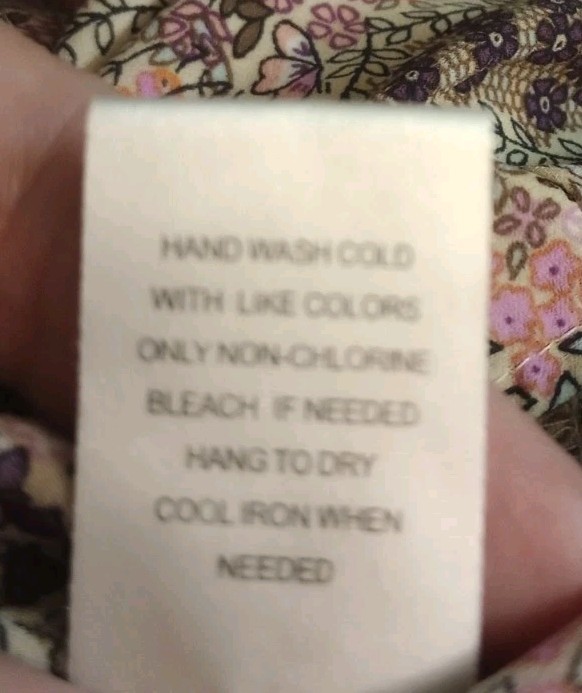 HAND WASH COLD
WITH LIKE COLORS
ONLY NON-CHLORINE
BLEACH IF NEEDED
HANG TO DRY
COOL IRON WHEN
NEEDED